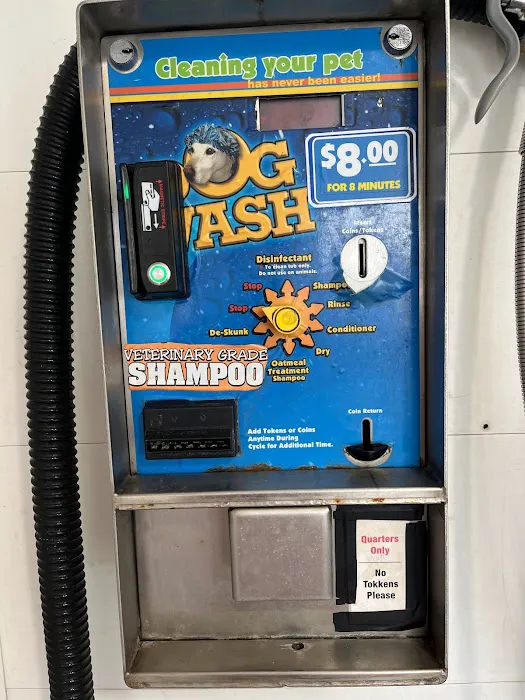 Cleaning your pet
has never been easier!
DOG
WASH
$8.00
FOR 8 MINUTES
Insert
Coins/Tokens
Disinfectant
To clean tub only.
Do not use on animals.
Stop
Shampoo
Stop
Rinse
De-Skunk
Conditioner
Dry
Oatmeal
Treatment
Shampoo
VETERINARY GRADE
SHAMPOO
Coin Return
Add Tokens or Coins
Anytime During
Cycle for Additional Time.
Quarters
Only
No
Tokkens
Please